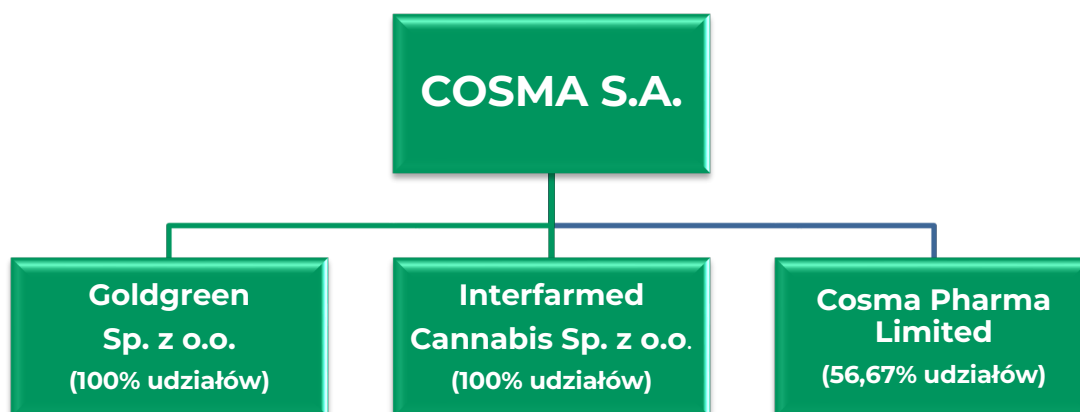 COSMA S.A.
Goldgreen
Sp. z o.o.
(100% udziałów)
Interfarmed
Cannabis Sp. z o.o.
(100% udziałów)
Cosma Pharma
Limited
(56,67% udziałów)